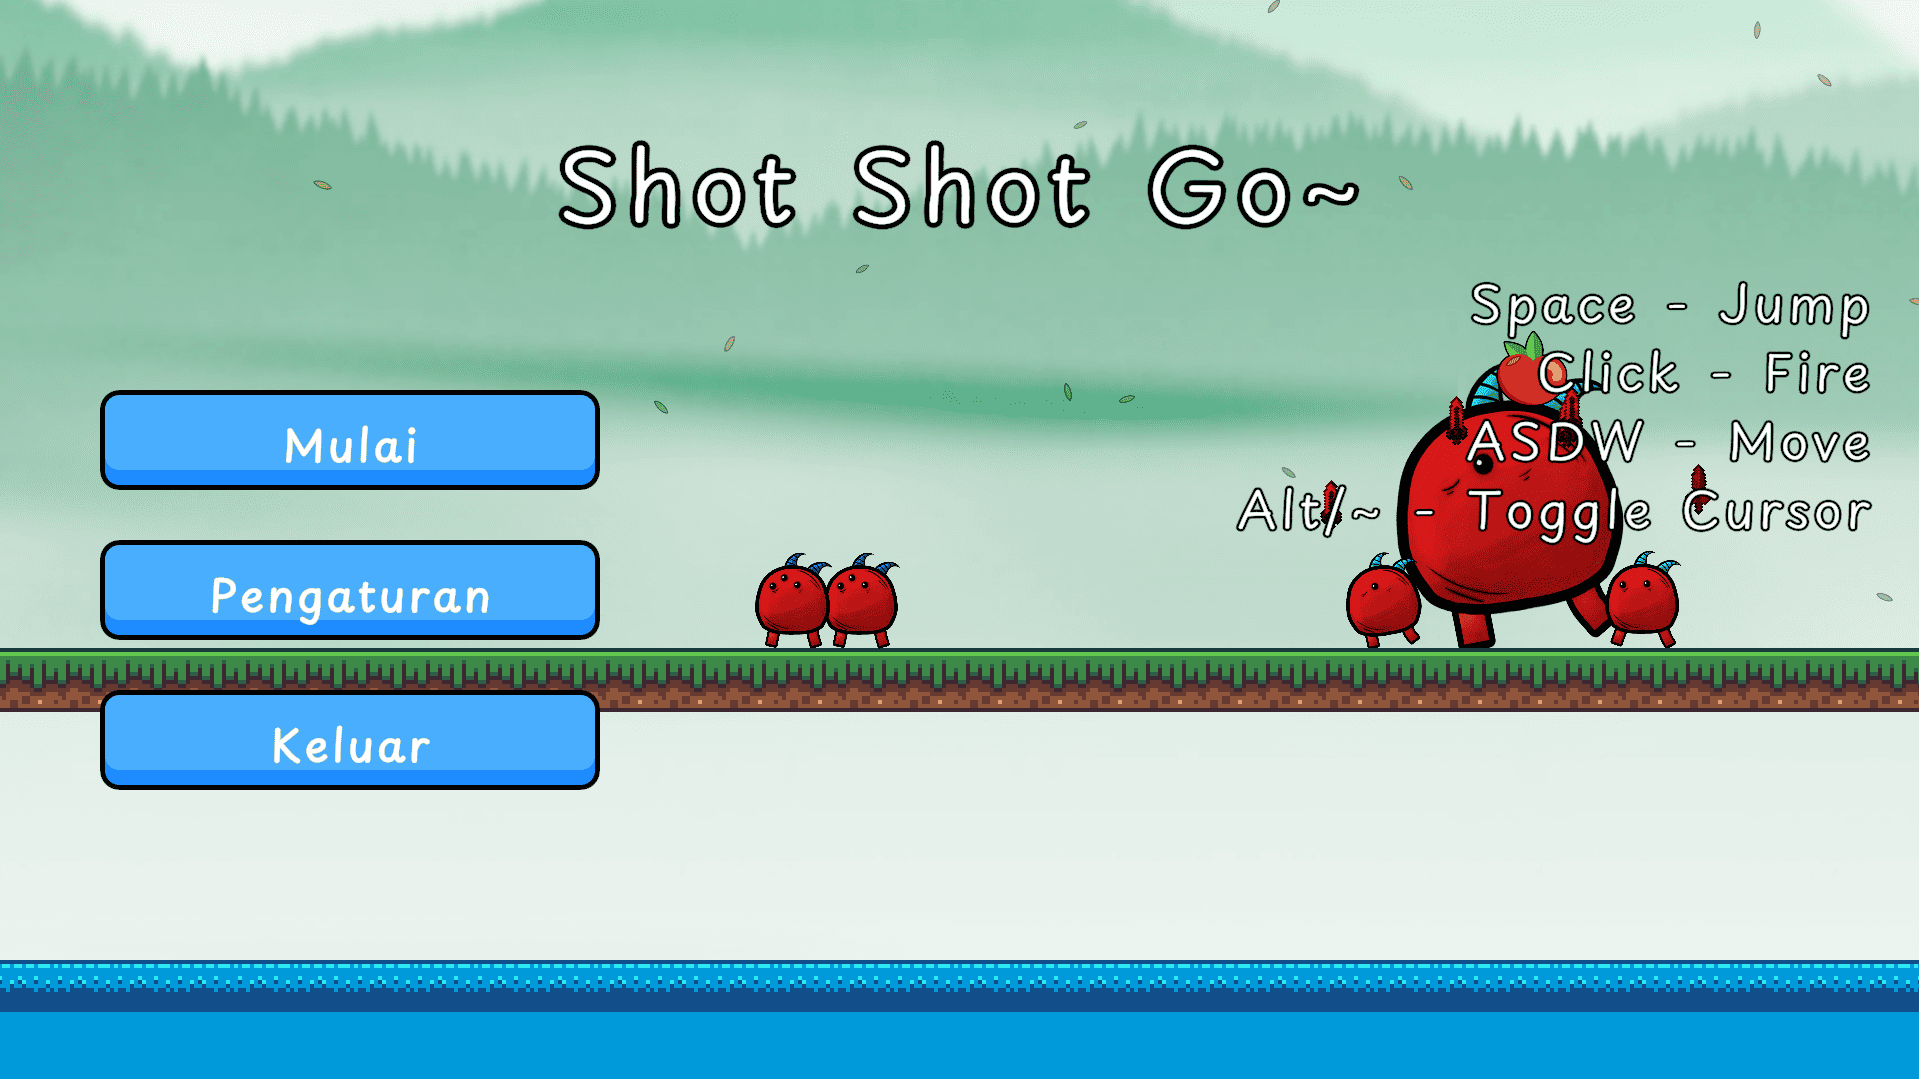 Shot Shot Go~
Space - Jump
Click - Fire
ASDW - Move
Alt/~ - Toggle Cursor
Mulai
Pengaturan
Keluar